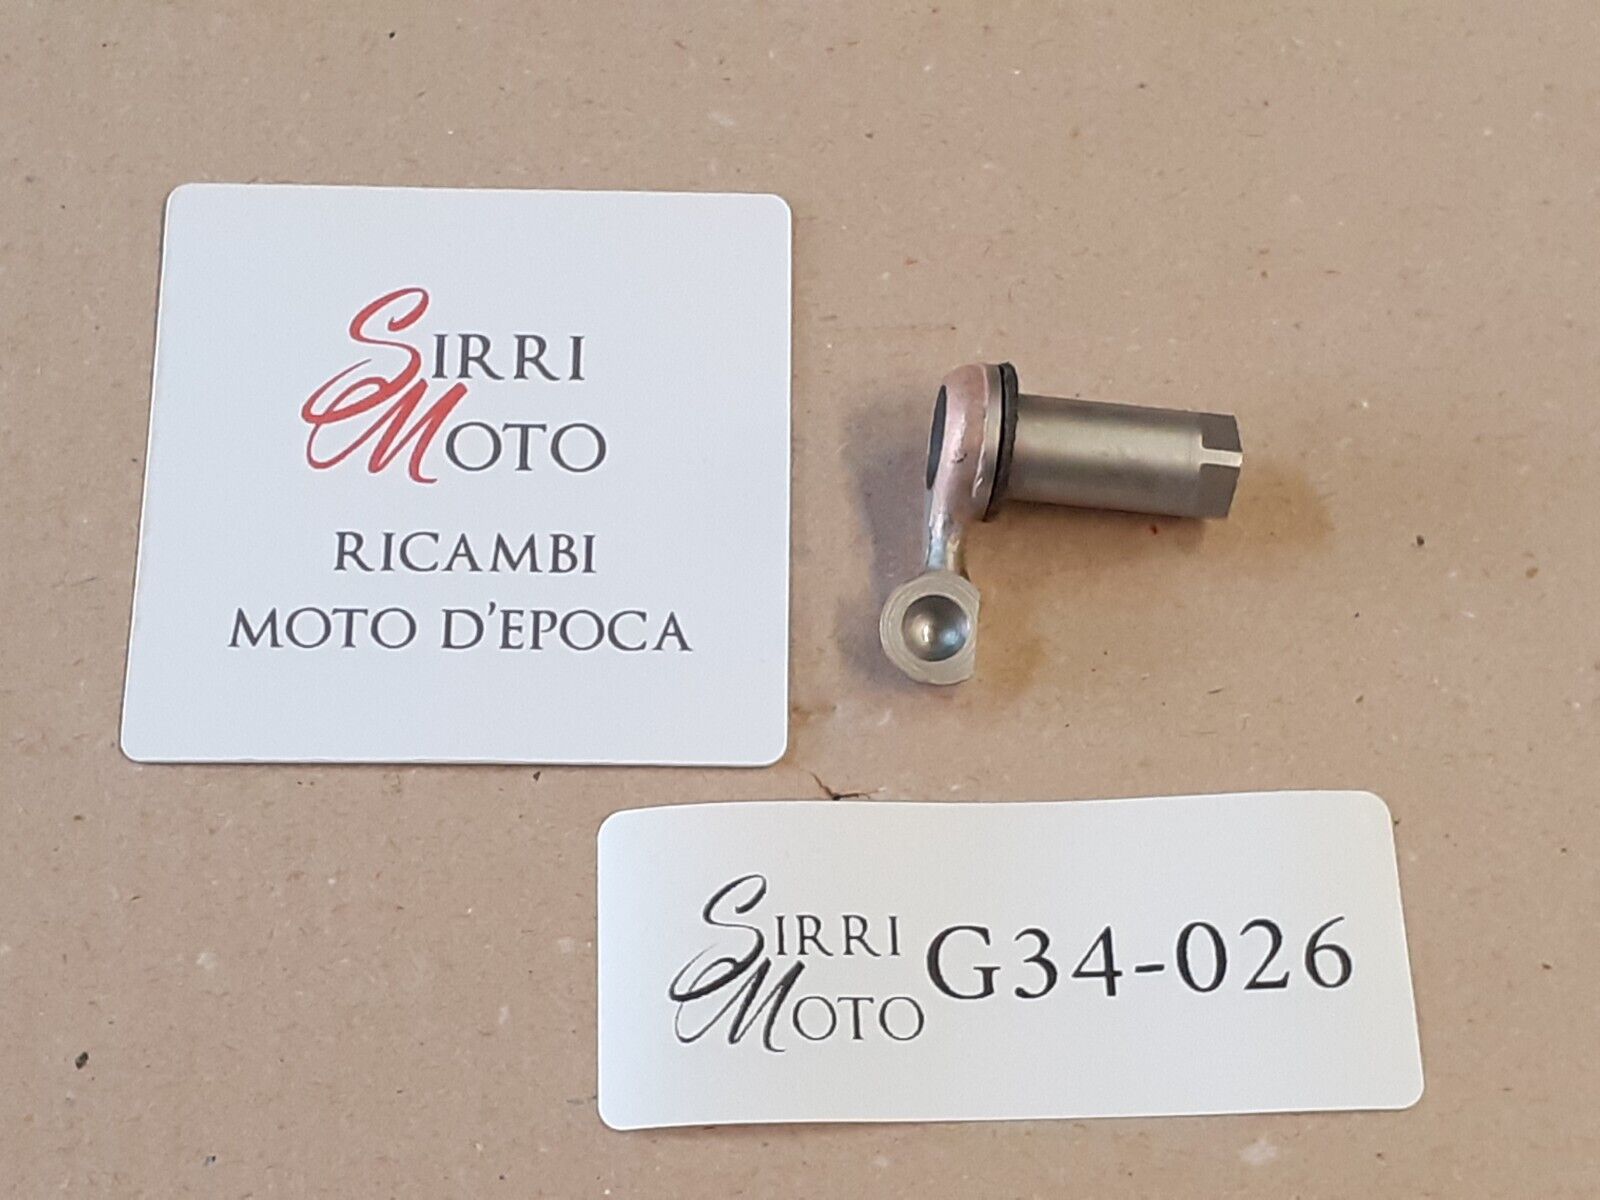 SIRRI
MOTO
RICAMBI
MOTO D'EPOCA
SIRRI
MOTO
G34-026